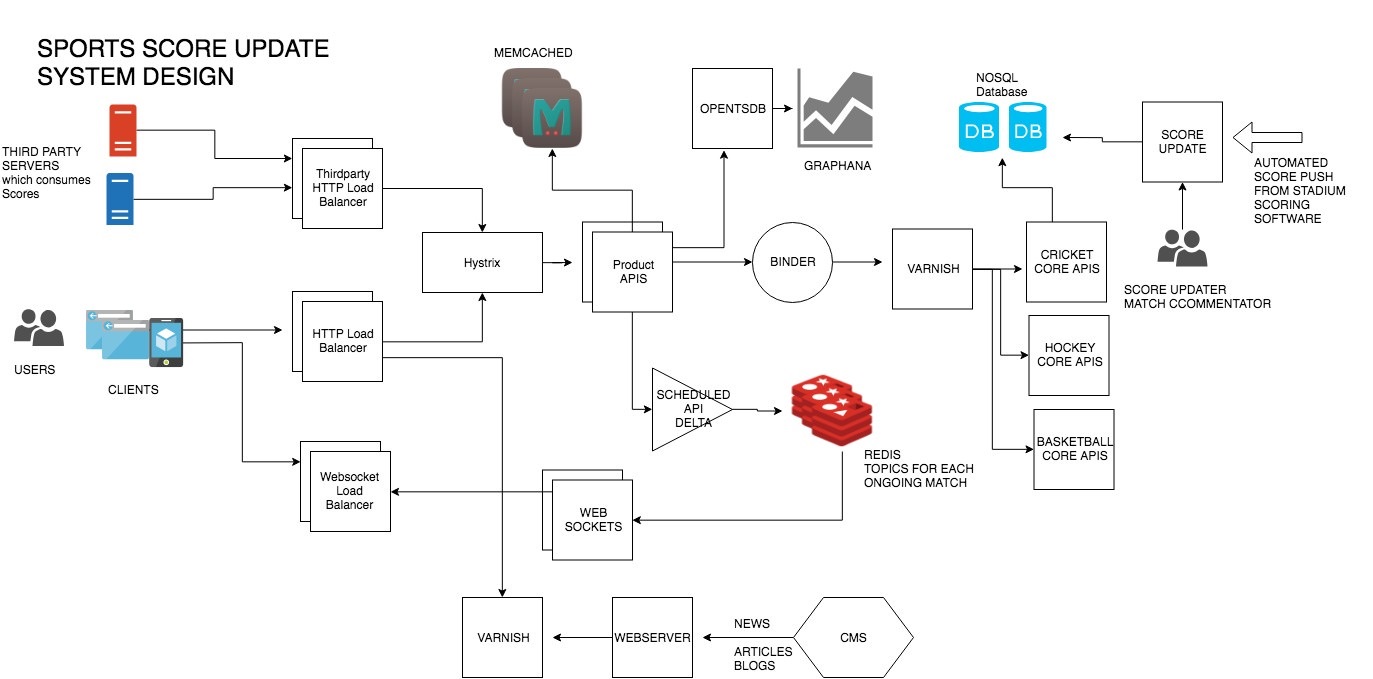 SPORTS SCORE UPDATE
SYSTEM DESIGN
MEMCACHED
M
OPENTSDB
GRAPHANA
NOSQL
Database
DB
DB
SCORE
UPDATE
AUTOMATED
SCORE PUSH
FROM STADIUM
SCORING
SOFTWARE
THIRD PARTY
SERVERS
which consumes
Scores
Thirdparty
HTTP Load
Balancer
Hystrix
Product
APIS
BINDER
VARNISH
CRICKET
CORE APIS
SCORE UPDATER
MATCH CCOMMENTATOR
HOCKEY
CORE APIS
BASKETBALL
CORE APIS
USERS
CLIENTS
HTTP Load
Balancer
SCHEDULED
API
DELTA
REDIS
TOPICS FOR EACH
ONGOING MATCH
Websocket
Load
Balancer
WEB
SOCKETS
VARNISH
WEBSERVER
NEWS
ARTICLES
BLOGS
CMS